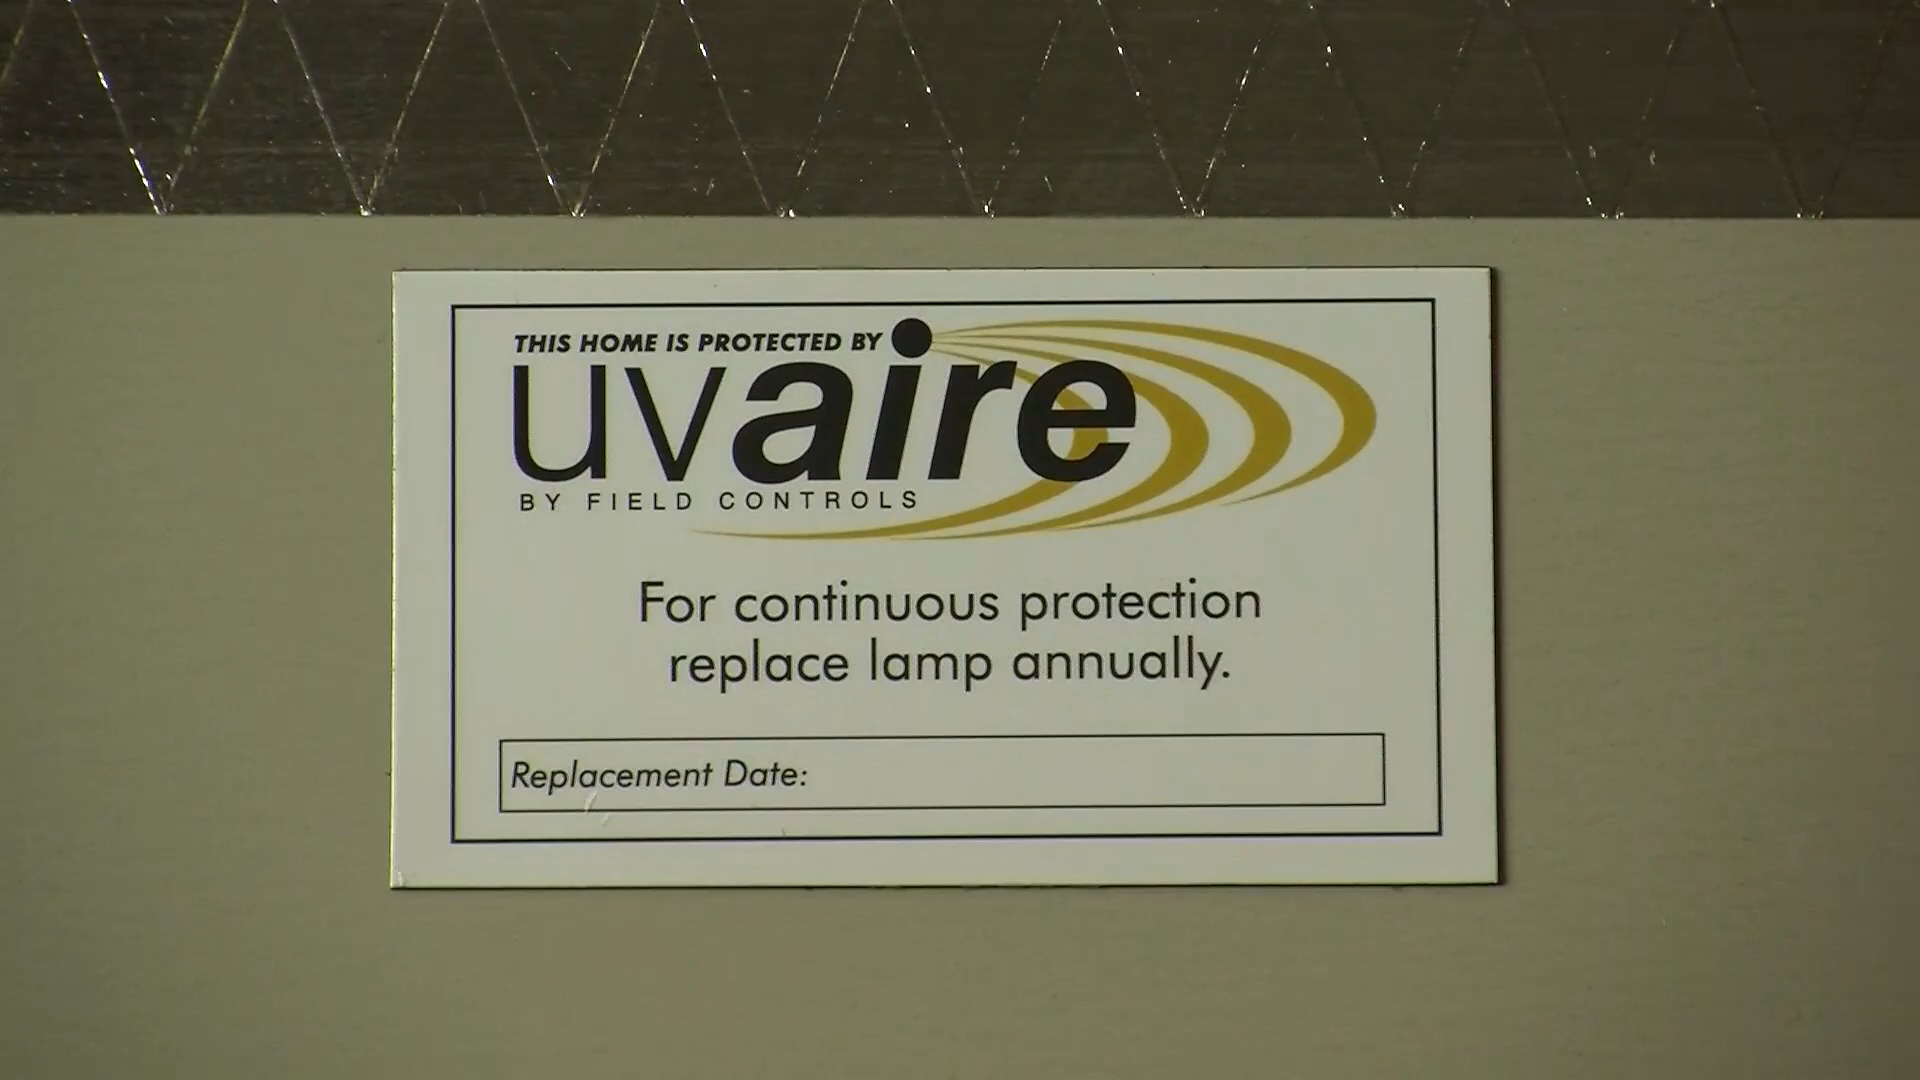 THIS HOME IS PROTECTED BY
uvaire
BY FIELD CONTROLS
For continuous protection
replace lamp annually.
Replacement Date: